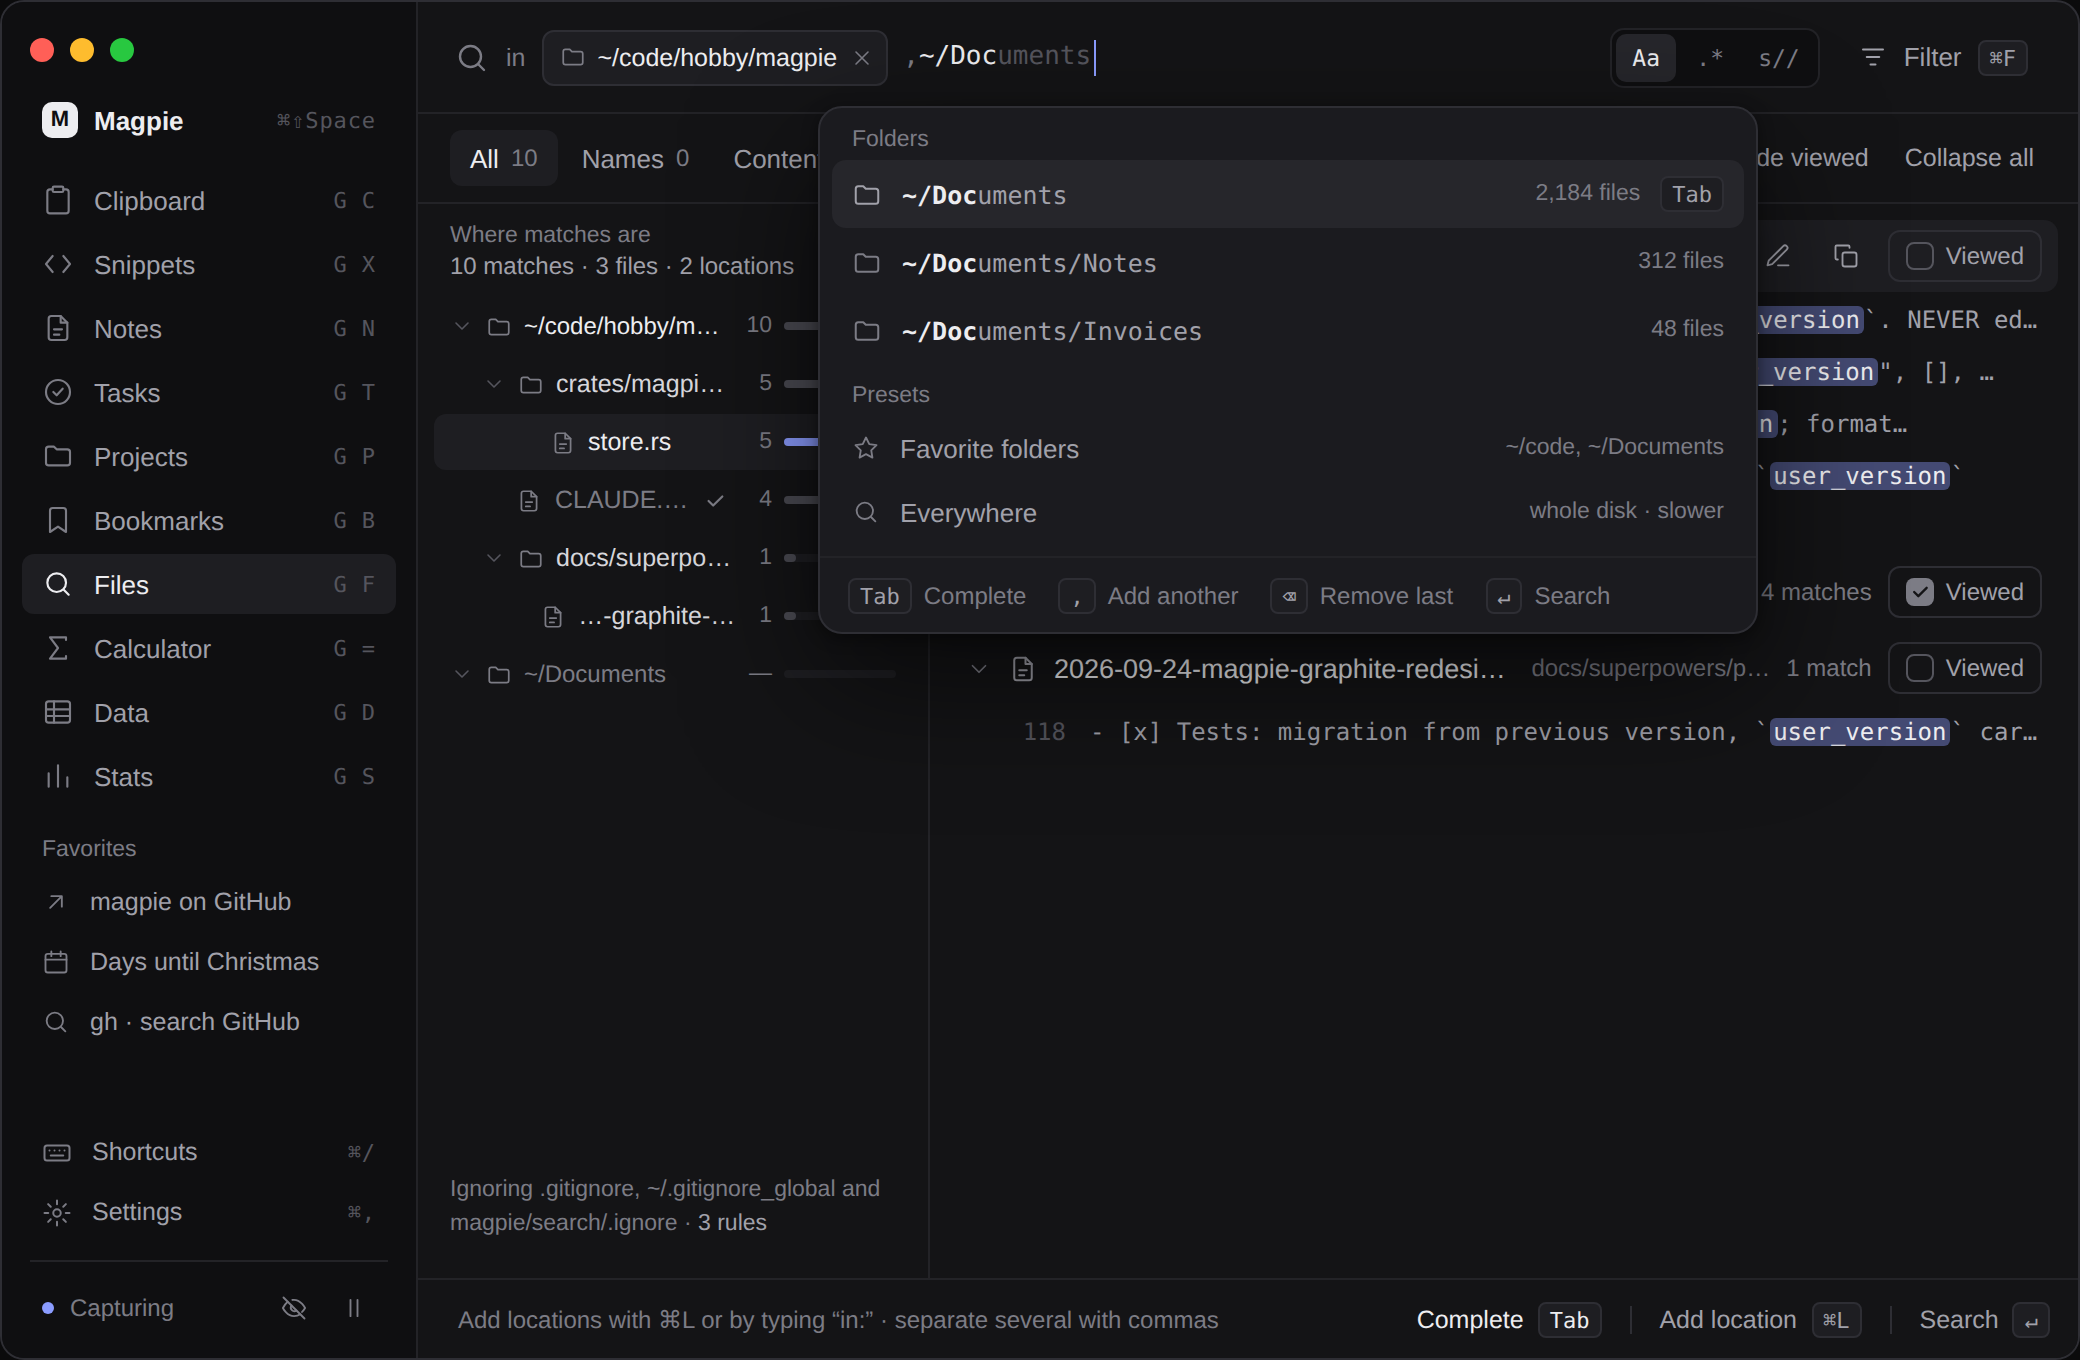 M Magpie ⌘⇧Space
Clipboard G C
Snippets G X
Notes G N
Tasks G T
Projects G P
Bookmarks G B
Files G F
Calculator G =
Data G D
Stats G S
Favorites
magpie on GitHub
Days until Christmas
gh · search GitHub
Shortcuts ⌘/
Settings ⌘,
Capturing
in ~/code/hobby/magpie ,~/Documents
Aa .* s// Filter ⌘F
All 10 Names 0 Conten
de viewed Collapse all
Where matches are
10 matches · 3 files · 2 locations
~/code/hobby/m… 10
crates/magpi… 5
store.rs 5
CLAUDE.… 4
docs/superpo… 1
…-graphite-… 1
~/Documents —
Ignoring .gitignore, ~/.gitignore_global and
magpie/search/.ignore · 3 rules
Folders
~/Documents 2,184 files Tab
~/Documents/Notes 312 files
~/Documents/Invoices 48 files
Presets
Favorite folders ~/code, ~/Documents
Everywhere whole disk · slower
Tab Complete , Add another ⌫ Remove last ↵ Search
Viewed
_version`. NEVER ed…
_version", [], …
n; format…
`user_version`
4 matches Viewed
2026-09-24-magpie-graphite-redesi… docs/superpowers/p… 1 match Viewed
118 - [x] Tests: migration from previous version, `user_version` car…
Add locations with ⌘L or by typing “in:” · separate several with commas
Complete Tab Add location ⌘L Search ↵